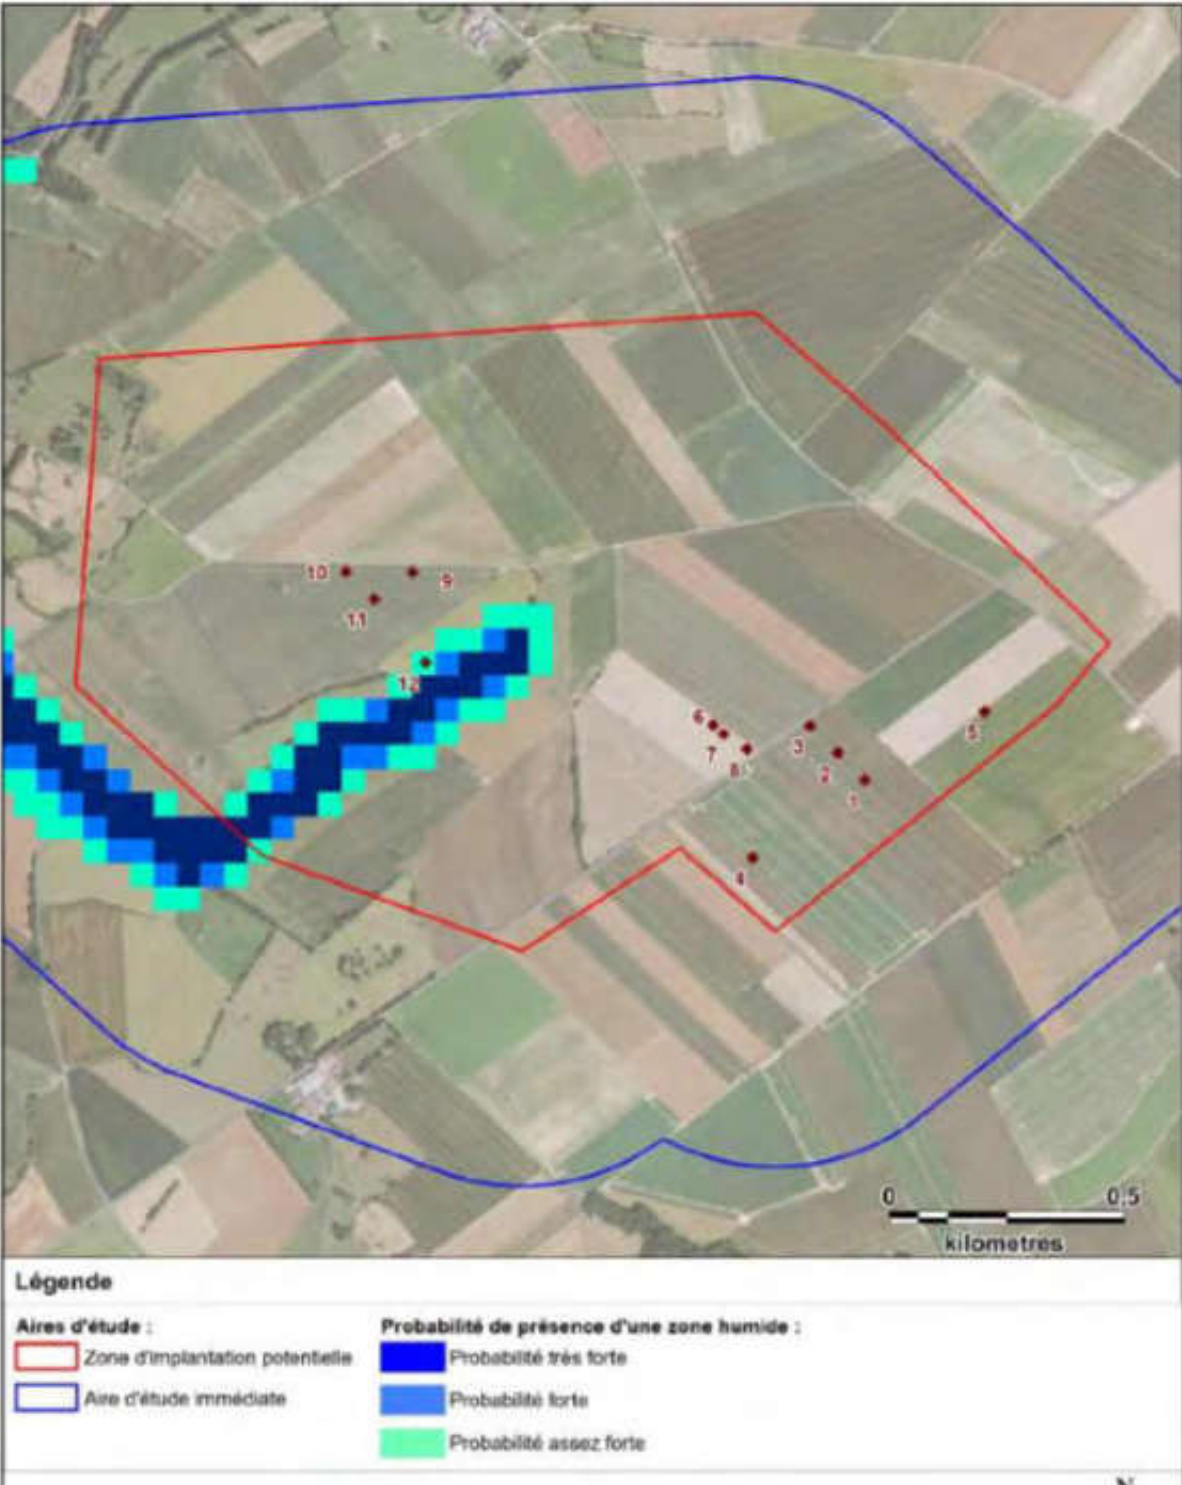 10
9
11
12
6
7
8
3
2
1
5
4
0 0,5
kilometres
Légende
Aires d'étude :
Zone d'implantation potentielle
Aire d'étude immédiate
Probabilité de présence d'une zone humide :
Probabilité très forte
Probabilité forte
Probabilité assez forte